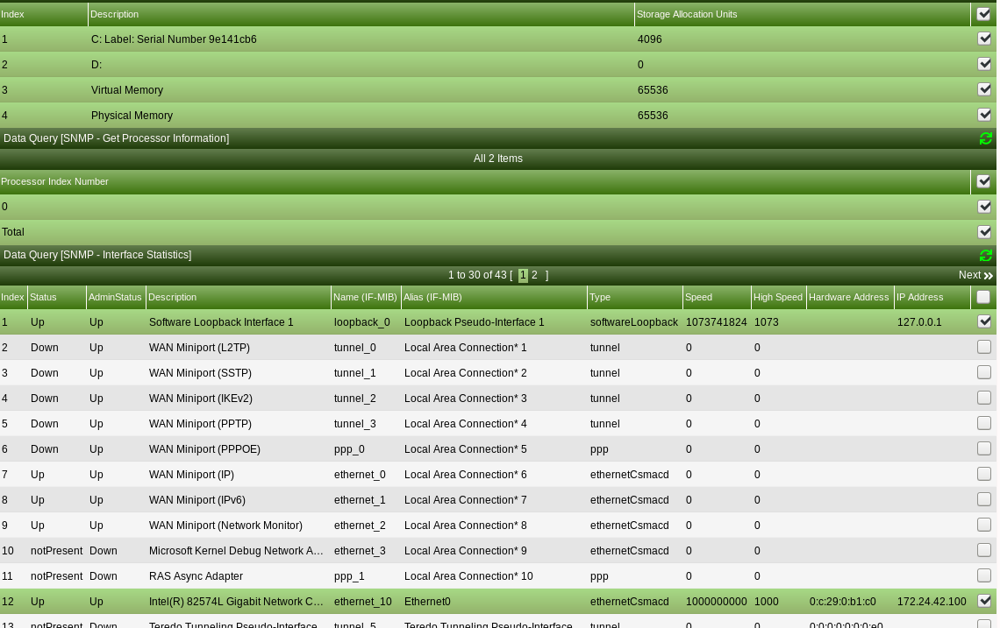 Index Description Storage Allocation Units
1 C: Label: Serial Number 9e141cb6 4096
2 D: 0
3 Virtual Memory 65536
4 Physical Memory 65536
Data Query [SNMP - Get Processor Information]
All 2 Items
Processor Index Number
0
Total
Data Query [SNMP - Interface Statistics]
1 to 30 of 43 [ 1 2 ] Next
Index Status AdminStatus Description Name (IF-MIB) Alias (IF-MIB) Type Speed High Speed Hardware Address IP Address
1 Up Up Software Loopback Interface 1 loopback_0 Loopback Pseudo-Interface 1 softwareLoopback 1073741824 1073 127.0.0.1
2 Down Up WAN Miniport (L2TP) tunnel_0 Local Area Connection* 1 tunnel 0 0
3 Down Up WAN Miniport (SSTP) tunnel_1 Local Area Connection* 2 tunnel 0 0
4 Down Up WAN Miniport (IKEv2) tunnel_2 Local Area Connection* 3 tunnel 0 0
5 Down Up WAN Miniport (PPTP) tunnel_3 Local Area Connection* 4 tunnel 0 0
6 Down Up WAN Miniport (PPPOE) ppp_0 Local Area Connection* 5 ppp 0 0
7 Up Up WAN Miniport (IP) ethernet_0 Local Area Connection* 6 ethernetCsmacd 0 0
8 Up Up WAN Miniport (IPv6) ethernet_1 Local Area Connection* 7 ethernetCsmacd 0 0
9 Up Up WAN Miniport (Network Monitor) ethernet_2 Local Area Connection* 8 ethernetCsmacd 0 0
10 notPresent Down Microsoft Kernel Debug Network A... ethernet_3 Local Area Connection* 9 ethernetCsmacd 0 0
11 notPresent Down RAS Async Adapter ppp_1 Local Area Connection* 10 ppp 0 0
12 Up Up Intel(R) 82574L Gigabit Network C... ethernet_10 Ethernet0 ethernetCsmacd 1000000000 1000 0:c:29:0:b1:c0 172.24.42.100
13 notPresent Down Teredo Tunneling Pseudo-Interface tunnel_5 Teredo Tunneling Pseudo-Interface tunnel 0 0 0:0:0:0:0:0:0:e0